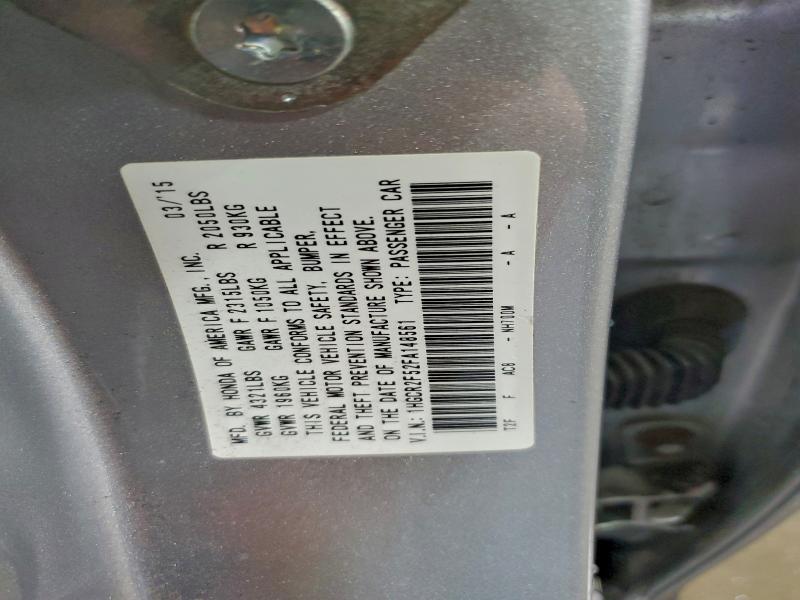 MFD. BY HONDA OF AMERICA MFG., INC. 03/'15
GVWR 4321LBS GAWR F 2315LBS R 2050LBS
GVWR 1960KG GAWR F 1051KG R 930KG
THIS VEHICLE CONFORMS TO ALL APPLICABLE
FEDERAL MOTOR VEHICLE SAFETY, BUMPER,
AND THEFT PREVENTION STANDARDS IN EFFECT
ON THE DATE OF MANUFACTURE SHOWN ABOVE.
V.I.N.: 1HGCR2F52FA148361 TYPE: PASSENGER CAR
T2F F AC8 - NH700M - A - A